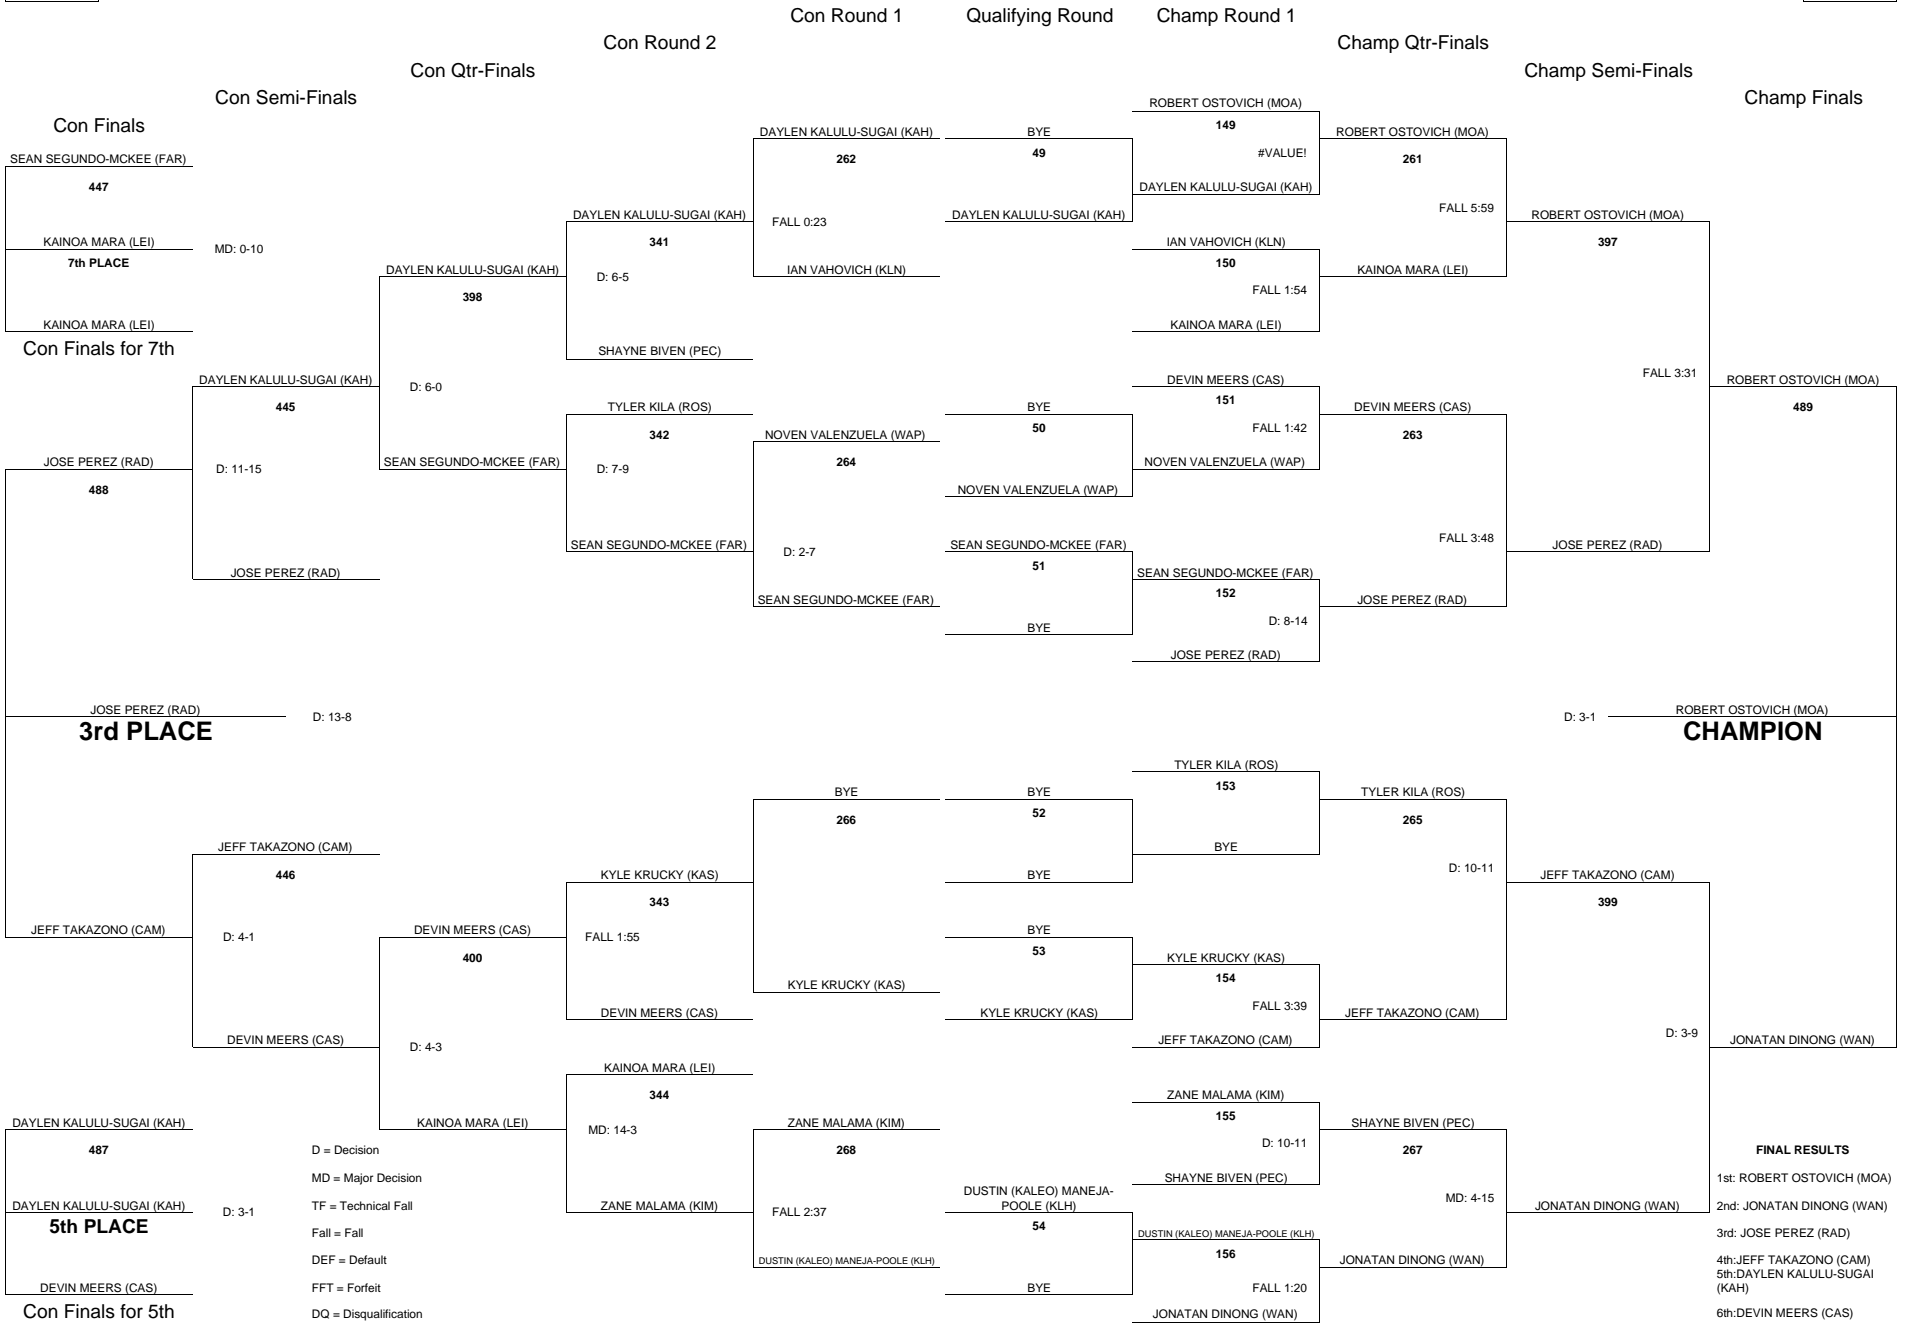 Con Round 1
Qualifying Round
Champ Round 1
Con Round 2
Champ Qtr-Finals
Con Qtr-Finals
Champ Semi-Finals
Con Semi-Finals
Champ Finals
Con Finals
SEAN SEGUNDO-MCKEE (FAR)
447
KAINOA MARA (LEI)
7th PLACE
MD: 0-10
KAINOA MARA (LEI)
Con Finals for 7th
JOSE PEREZ (RAD)
488
JOSE PEREZ (RAD)
3rd PLACE
D: 13-8
JEFF TAKAZONO (CAM)
DAYLEN KALULU-SUGAI (KAH)
487
DAYLEN KALULU-SUGAI (KAH)
5th PLACE
D: 3-1
DEVIN MEERS (CAS)
Con Finals for 5th
DAYLEN KALULU-SUGAI (KAH)
445
D: 11-15
JOSE PEREZ (RAD)
JEFF TAKAZONO (CAM)
446
D: 4-1
DEVIN MEERS (CAS)
D = Decision
MD = Major Decision
TF = Technical Fall
Fall = Fall
DEF = Default
FFT = Forfeit
DQ = Disqualification
DAYLEN KALULU-SUGAI (KAH)
398
D: 6-0
SEAN SEGUNDO-MCKEE (FAR)
DEVIN MEERS (CAS)
400
D: 4-3
KAINOA MARA (LEI)
DAYLEN KALULU-SUGAI (KAH)
341
D: 6-5
SHAYNE BIVEN (PEC)
TYLER KILA (ROS)
342
D: 7-9
SEAN SEGUNDO-MCKEE (FAR)
KYLE KRUCKY (KAS)
343
FALL 1:55
DEVIN MEERS (CAS)
KAINOA MARA (LEI)
344
MD: 14-3
ZANE MALAMA (KIM)
DAYLEN KALULU-SUGAI (KAH)
262
FALL 0:23
IAN VAHOVICH (KLN)
NOVEN VALENZUELA (WAP)
264
D: 2-7
SEAN SEGUNDO-MCKEE (FAR)
BYE
266
KYLE KRUCKY (KAS)
ZANE MALAMA (KIM)
268
FALL 2:37
DUSTIN (KALEO) MANEJA-POOLE (KLH)
BYE
49
DAYLEN KALULU-SUGAI (KAH)
BYE
50
NOVEN VALENZUELA (WAP)
SEAN SEGUNDO-MCKEE (FAR)
51
BYE
BYE
52
BYE
BYE
53
KYLE KRUCKY (KAS)
DUSTIN (KALEO) MANEJA-
POOLE (KLH)
54
BYE
ROBERT OSTOVICH (MOA)
149
#VALUE!
DAYLEN KALULU-SUGAI (KAH)
IAN VAHOVICH (KLN)
150
FALL 1:54
KAINOA MARA (LEI)
DEVIN MEERS (CAS)
151
FALL 1:42
NOVEN VALENZUELA (WAP)
SEAN SEGUNDO-MCKEE (FAR)
152
D: 8-14
JOSE PEREZ (RAD)
TYLER KILA (ROS)
153
BYE
KYLE KRUCKY (KAS)
154
FALL 3:39
JEFF TAKAZONO (CAM)
ZANE MALAMA (KIM)
155
D: 10-11
SHAYNE BIVEN (PEC)
DUSTIN (KALEO) MANEJA-POOLE (KLH)
156
FALL 1:20
JONATAN DINONG (WAN)
ROBERT OSTOVICH (MOA)
261
FALL 5:59
KAINOA MARA (LEI)
DEVIN MEERS (CAS)
263
FALL 3:48
JOSE PEREZ (RAD)
TYLER KILA (ROS)
265
D: 10-11
JEFF TAKAZONO (CAM)
SHAYNE BIVEN (PEC)
267
MD: 4-15
JONATAN DINONG (WAN)
ROBERT OSTOVICH (MOA)
397
FALL 3:31
JOSE PEREZ (RAD)
JEFF TAKAZONO (CAM)
399
D: 3-9
JONATAN DINONG (WAN)
ROBERT OSTOVICH (MOA)
489
D: 3-1
ROBERT OSTOVICH (MOA)
CHAMPION
JONATAN DINONG (WAN)
FINAL RESULTS
1st: ROBERT OSTOVICH (MOA)
2nd: JONATAN DINONG (WAN)
3rd: JOSE PEREZ (RAD)
4th:JEFF TAKAZONO (CAM)
5th:DAYLEN KALULU-SUGAI
(KAH)
6th:DEVIN MEERS (CAS)